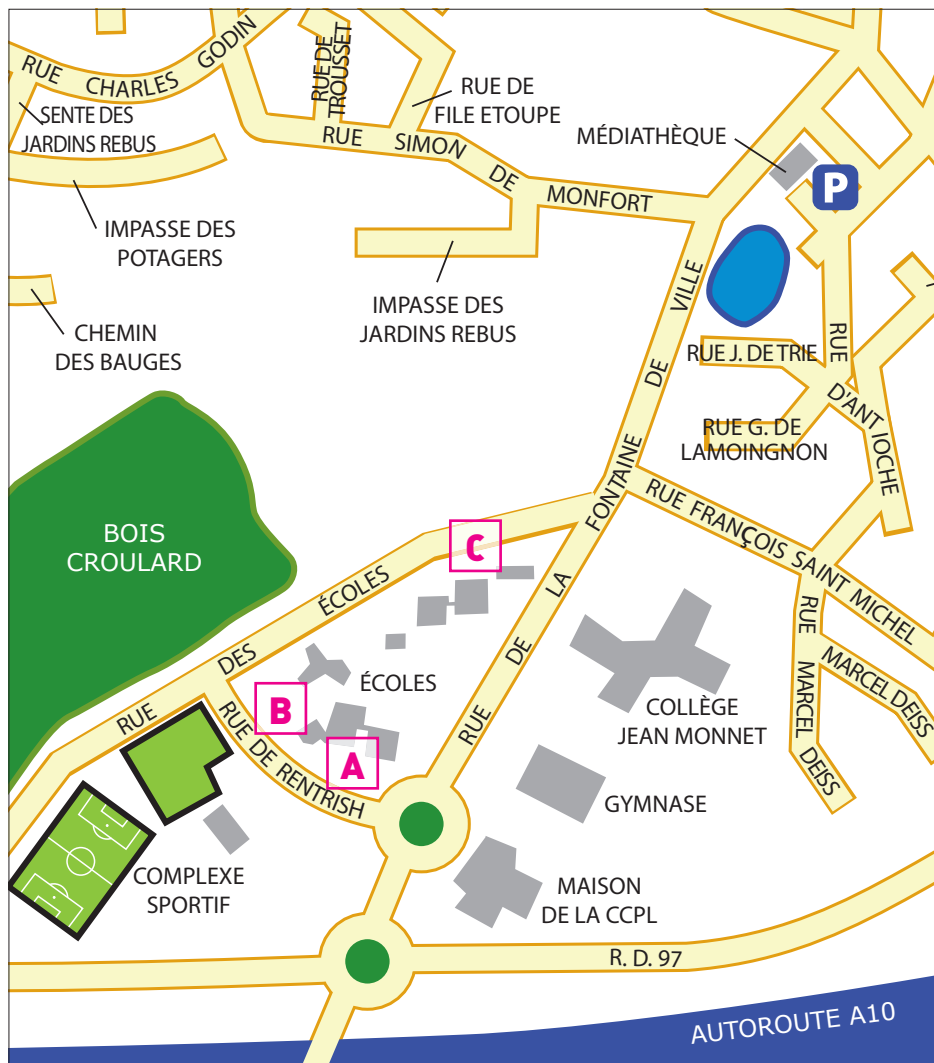 RUE CHARLES GODIN
RUE DE
TROUSSET
SENTE DES
JARDINS REBUS
RUE DE
FILE ETOUPE
MÉDIATHÈQUE
P
RUE SIMON DE MONFORT
IMPASSE DES
POTAGERS
IMPASSE DES
JARDINS REBUS
CHEMIN
DES BAUGES
RUE J. DE TRIE
RUE D'ANTIOCHE
RUE G. DE
LAMOINGNON
RUE DE LA FONTAINE DE VILLE
RUE FRANÇOIS SAINT MICHEL
BOIS
CROULARD
C
RUE DES ÉCOLES
ÉCOLES
B
A
RUE DE RENTRISH
RUE MARCEL DEISS
MARCEL DEISS
COLLÈGE
JEAN MONNET
GYMNASE
COMPLEXE
SPORTIF
MAISON
DE LA CCPL
R. D. 97
AUTOROUTE A10